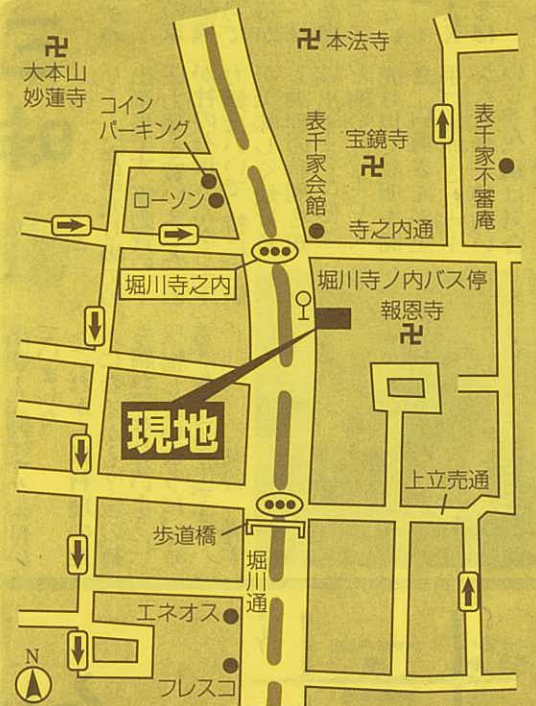 本法寺
大本山
妙蓮寺
コイン
パーキング
ローソン
表千家会館
宝鏡寺
表千家不審庵
寺之内通
堀川寺之内
堀川寺ノ内バス停
報恩寺
現地
上立売通
歩道橋
堀川通
エネオス
フレスコ
N